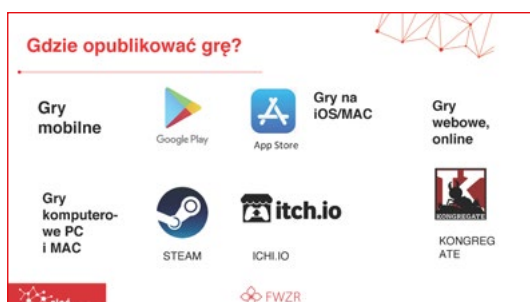 Gdzie opublikować grę?
Gry
mobilne
Google Play
App Store
Gry na
iOS/MAC
Gry
webowe,
online
Gry
komputero-
we PC
i MAC
STEAM
itch.io
ICHI.IO
KONGREGATE
KONGREG
ATE
FWZR